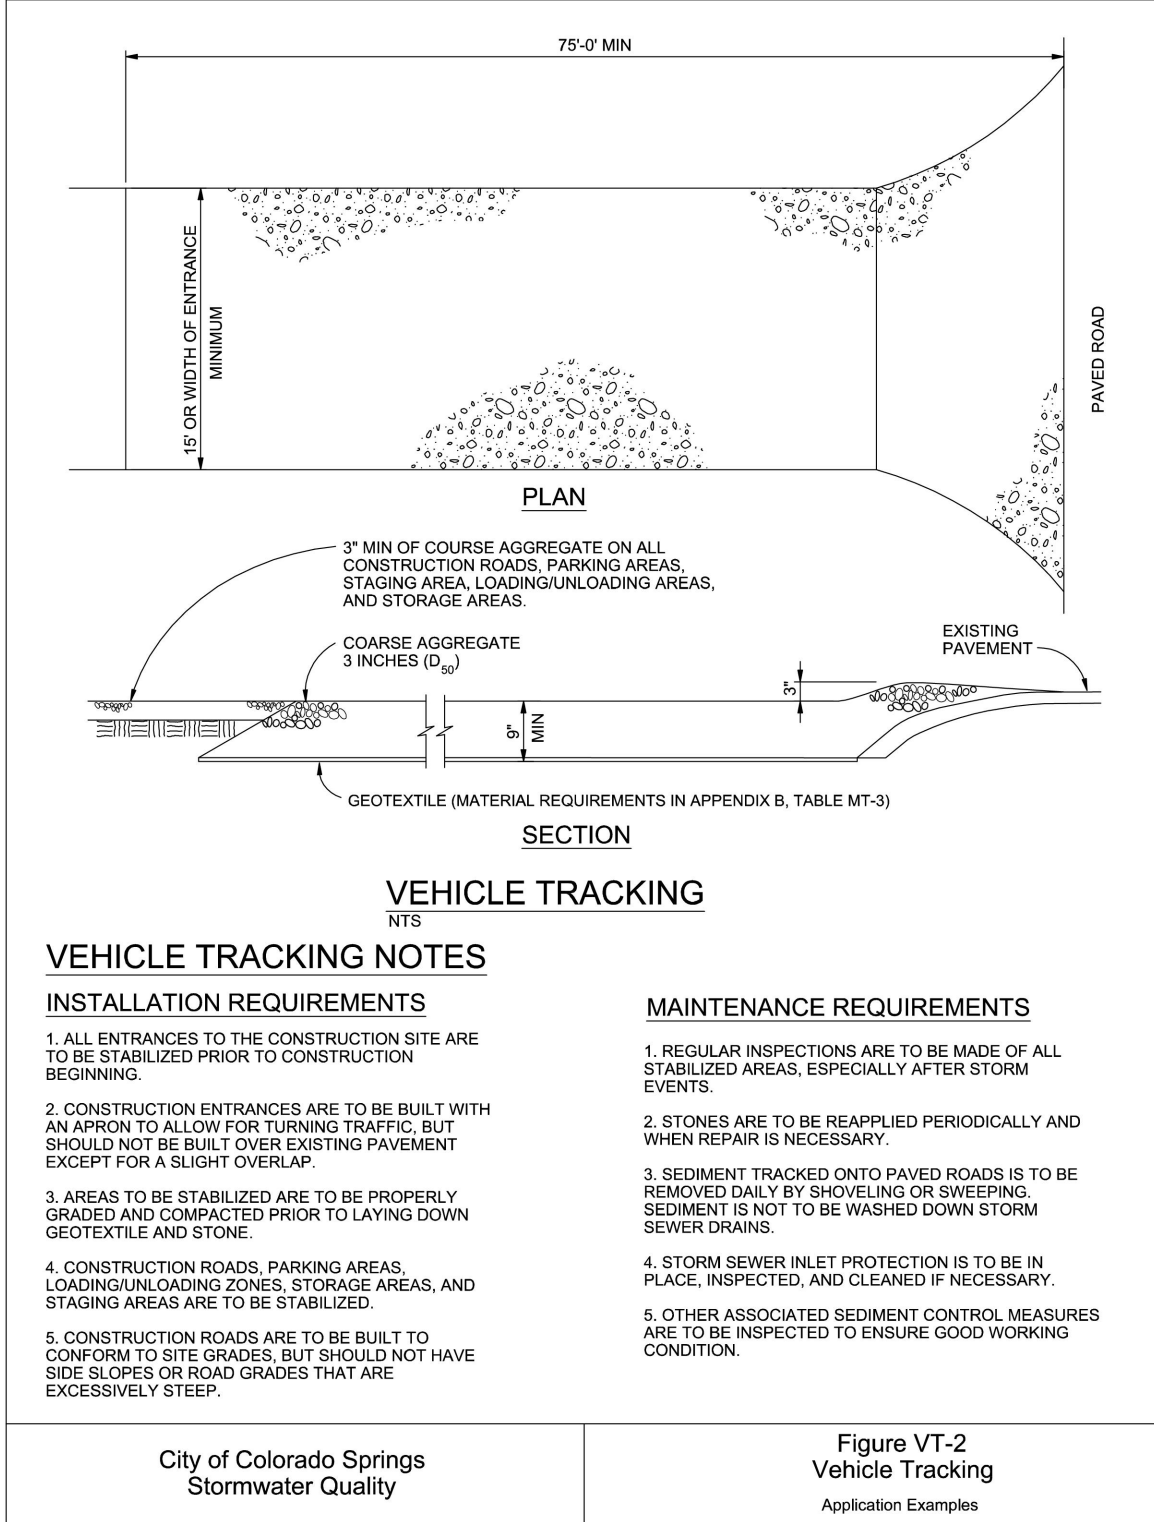 75'-0' MIN
15' OR WIDTH OF ENTRANCE
MINIMUM
PAVED ROAD
PLAN
3" MIN OF COURSE AGGREGATE ON ALL
CONSTRUCTION ROADS, PARKING AREAS,
STAGING AREA, LOADING/UNLOADING AREAS,
AND STORAGE AREAS.
COARSE AGGREGATE
3 INCHES (D50)
EXISTING
PAVEMENT
3"
9"
MIN
GEOTEXTILE (MATERIAL REQUIREMENTS IN APPENDIX B, TABLE MT-3)
SECTION
VEHICLE TRACKING
NTS
VEHICLE TRACKING NOTES
INSTALLATION REQUIREMENTS
1. ALL ENTRANCES TO THE CONSTRUCTION SITE ARE
TO BE STABILIZED PRIOR TO CONSTRUCTION
BEGINNING.
2. CONSTRUCTION ENTRANCES ARE TO BE BUILT WITH
AN APRON TO ALLOW FOR TURNING TRAFFIC, BUT
SHOULD NOT BE BUILT OVER EXISTING PAVEMENT
EXCEPT FOR A SLIGHT OVERLAP.
3. AREAS TO BE STABILIZED ARE TO BE PROPERLY
GRADED AND COMPACTED PRIOR TO LAYING DOWN
GEOTEXTILE AND STONE.
4. CONSTRUCTION ROADS, PARKING AREAS,
LOADING/UNLOADING ZONES, STORAGE AREAS, AND
STAGING AREAS ARE TO BE STABILIZED.
5. CONSTRUCTION ROADS ARE TO BE BUILT TO
CONFORM TO SITE GRADES, BUT SHOULD NOT HAVE
SIDE SLOPES OR ROAD GRADES THAT ARE
EXCESSIVELY STEEP.
MAINTENANCE REQUIREMENTS
1. REGULAR INSPECTIONS ARE TO BE MADE OF ALL
STABILIZED AREAS, ESPECIALLY AFTER STORM
EVENTS.
2. STONES ARE TO BE REAPPLIED PERIODICALLY AND
WHEN REPAIR IS NECESSARY.
3. SEDIMENT TRACKED ONTO PAVED ROADS IS TO BE
REMOVED DAILY BY SHOVELING OR SWEEPING.
SEDIMENT IS NOT TO BE WASHED DOWN STORM
SEWER DRAINS.
4. STORM SEWER INLET PROTECTION IS TO BE IN
PLACE, INSPECTED, AND CLEANED IF NECESSARY.
5. OTHER ASSOCIATED SEDIMENT CONTROL MEASURES
ARE TO BE INSPECTED TO ENSURE GOOD WORKING
CONDITION.
City of Colorado Springs
Stormwater Quality
Figure VT-2
Vehicle Tracking
Application Examples